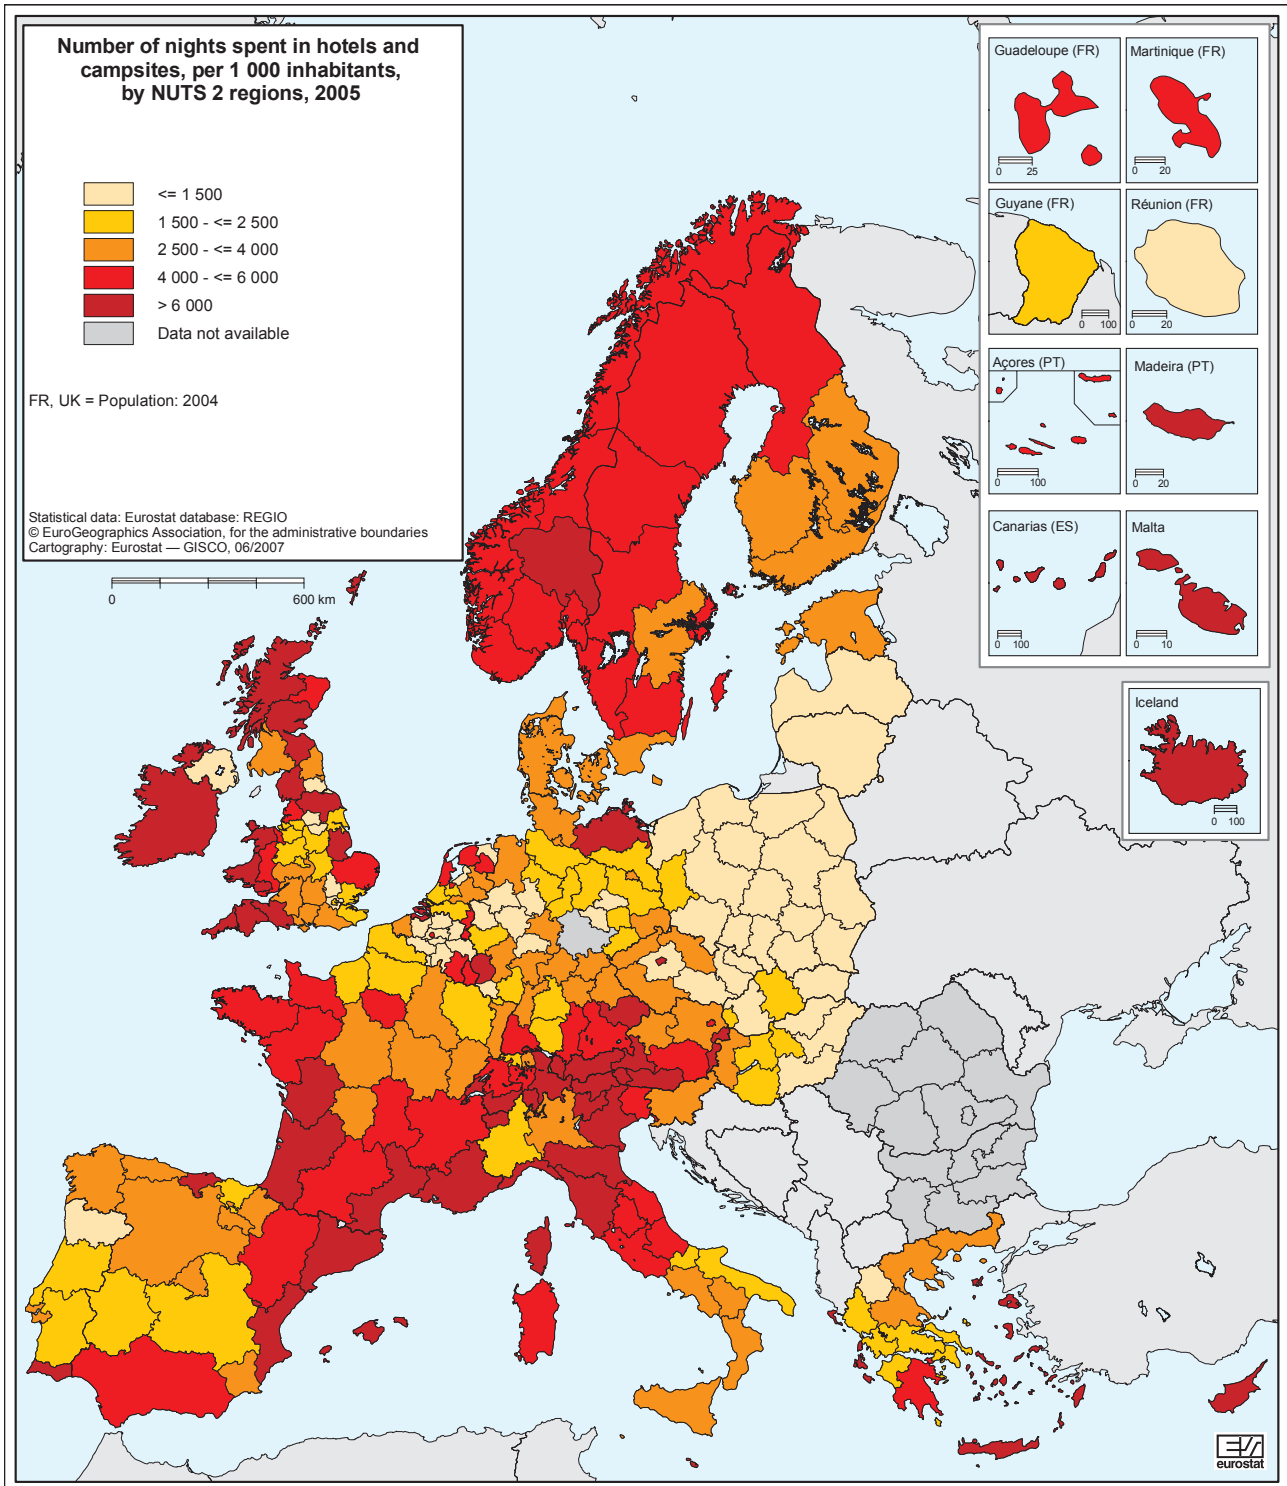 Number of nights spent in hotels and
campsites, per 1 000 inhabitants,
by NUTS 2 regions, 2005
<= 1 500
1 500 - <= 2 500
2 500 - <= 4 000
4 000 - <= 6 000
> 6 000
Data not available
FR, UK = Population: 2004
Statistical data: Eurostat database: REGIO
© EuroGeographics Association, for the administrative boundaries
Cartography: Eurostat — GISCO, 06/2007
0 600 km
Guadeloupe (FR)
0 25
Martinique (FR)
0 20
Guyane (FR)
0 100
Réunion (FR)
0 20
Açores (PT)
0 100
Madeira (PT)
0 20
Canarias (ES)
0 100
Malta
0 10
Iceland
0 100
eurostat